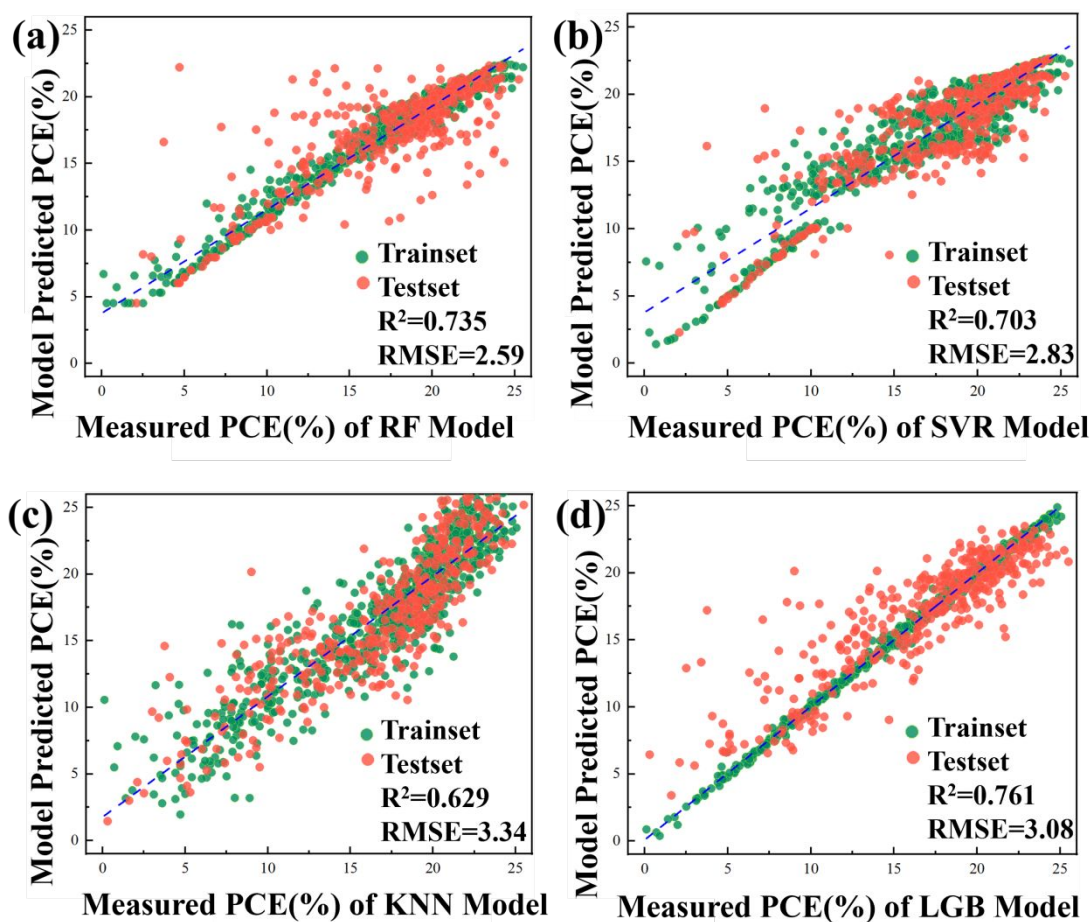 (a)
Model Predicted PCE(%)
25
20
15
10
5
0
Trainset
Testset
R²=0.735
RMSE=2.59
0 5 10 15 20 25
Measured PCE(%) of RF Model
(b)
Model Predicted PCE(%)
25
20
15
10
5
0
Trainset
Testset
R²=0.703
RMSE=2.83
0 5 10 15 20 25
Measured PCE(%) of SVR Model
(c)
Model Predicted PCE(%)
25
20
15
10
5
0
Trainset
Testset
R²=0.629
RMSE=3.34
0 5 10 15 20 25
Measured PCE(%) of KNN Model
(d)
Model Predicted PCE(%)
25
20
15
10
5
0
Trainset
Testset
R²=0.761
RMSE=3.08
0 5 10 15 20 25
Measured PCE(%) of LGB Model